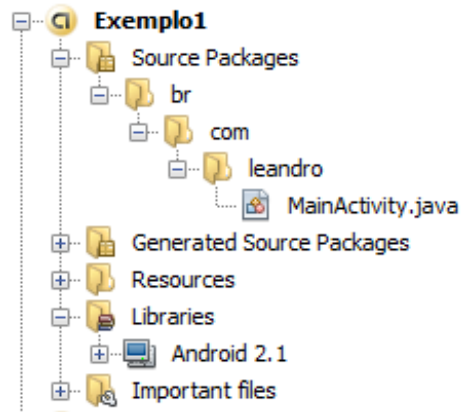 Exemplo1
Source Packages
br
com
leandro
MainActivity.java
Generated Source Packages
Resources
Libraries
Android 2.1
Important files